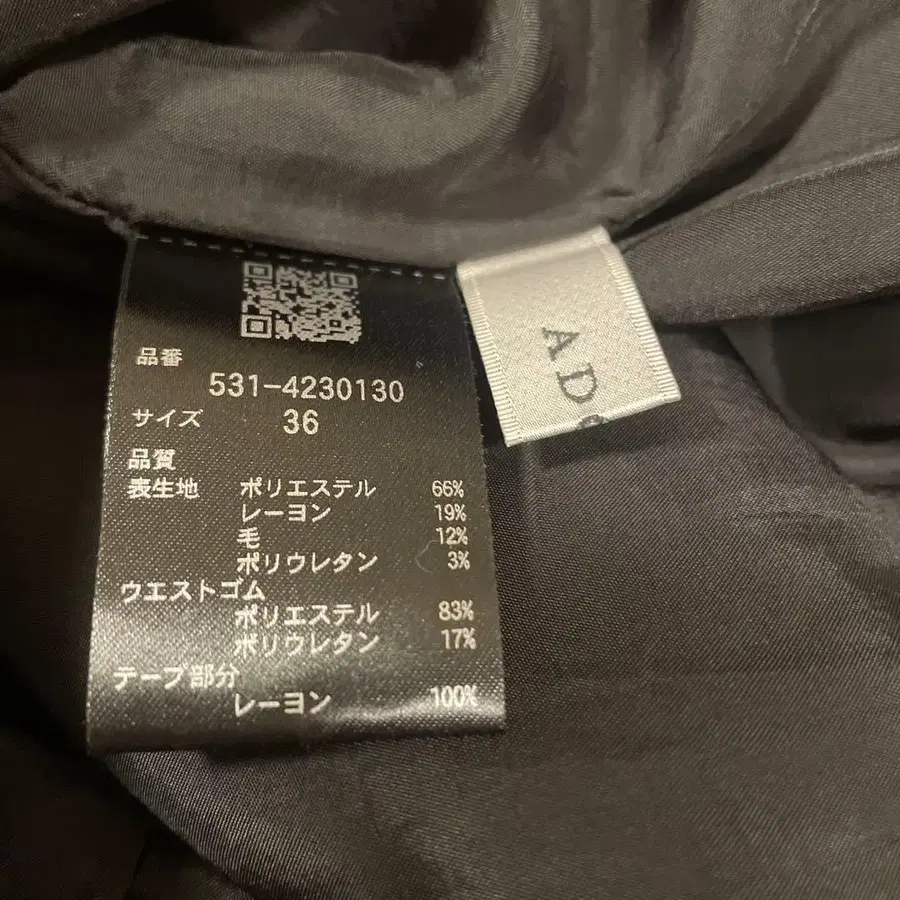 品番
531-4230130
サイズ 36
品質
表生地 ポリエステル 66%
レーヨン 19%
毛 12%
ポリウレタン 3%
ウエストゴム
ポリエステル 83%
ポリウレタン 17%
テープ部分
レーヨン 100%
AD